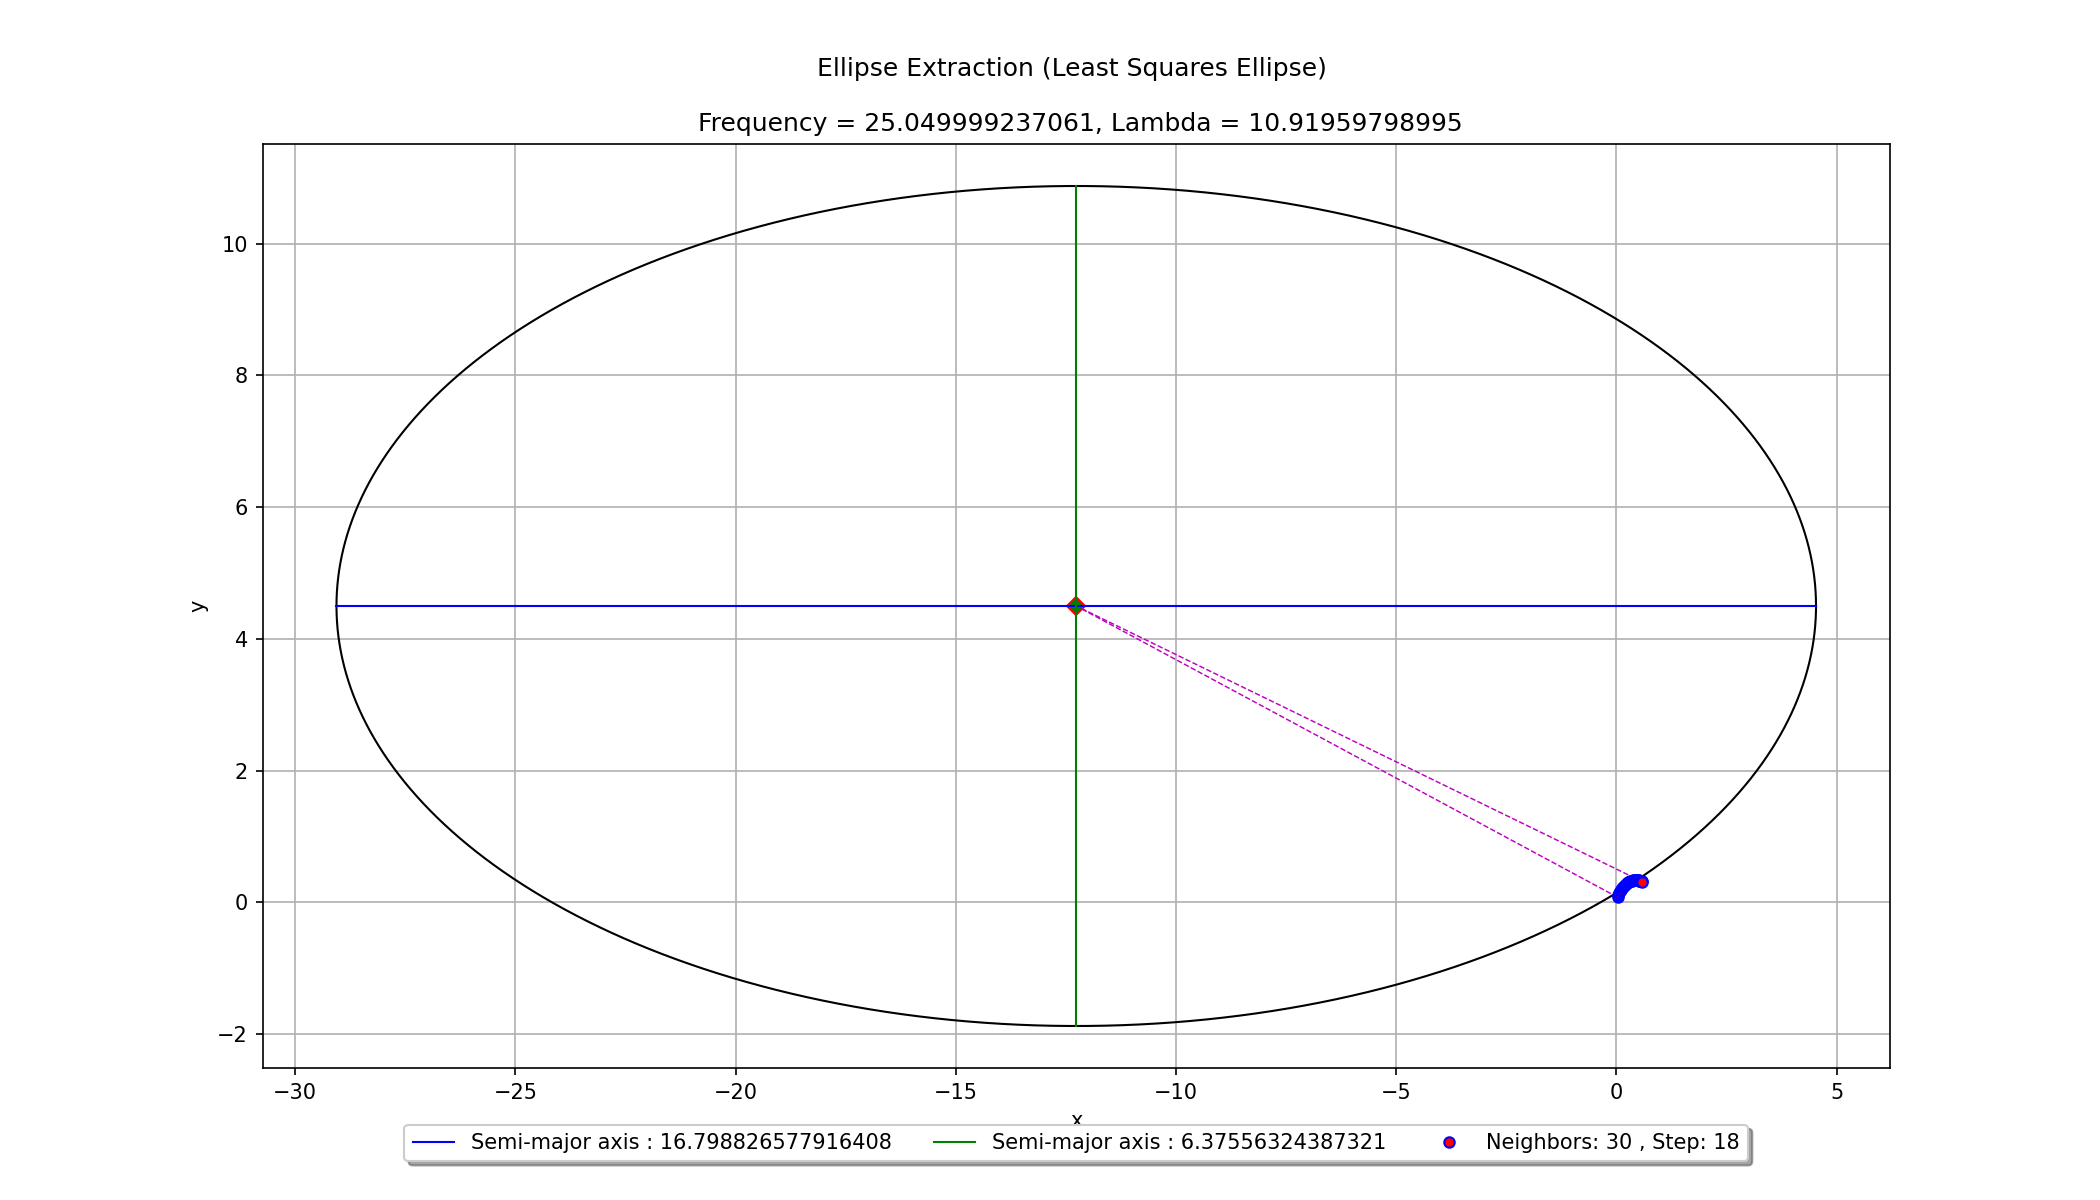 Ellipse Extraction (Least Squares Ellipse)
Frequency = 25.049999237061, Lambda = 10.91959798995
10
8
6
4
2
0
−2
y
−30 −25 −20 −15 −10 −5 0 5
x
Semi-major axis : 16.798826577916408 Semi-major axis : 6.37556324387321 Neighbors: 30 , Step: 18